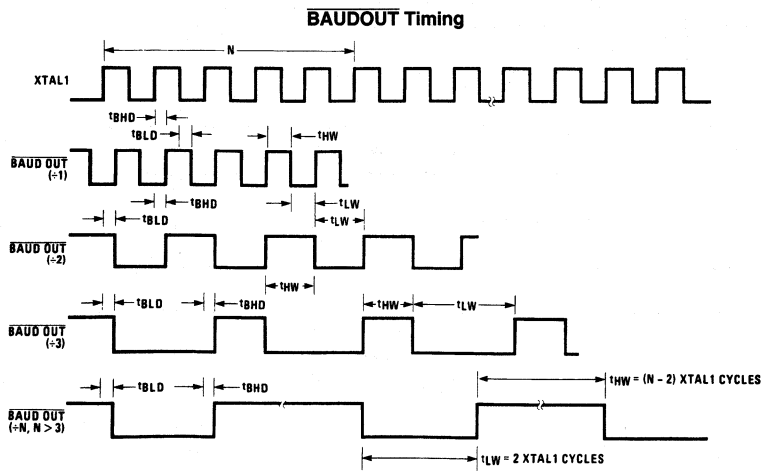 BAUDOUT Timing
N
XTAL1
tBHD
tBLD
tHW
BAUD OUT
(÷1)
tBHD
tLW
tBLD
tLW
BAUD OUT
(÷2)
tHW
tBLD
tBHD
tHW
tLW
BAUD OUT
(÷3)
tHW = (N – 2) XTAL1 CYCLES
tBLD
tBHD
BAUD OUT
(÷N, N > 3)
tLW = 2 XTAL1 CYCLES